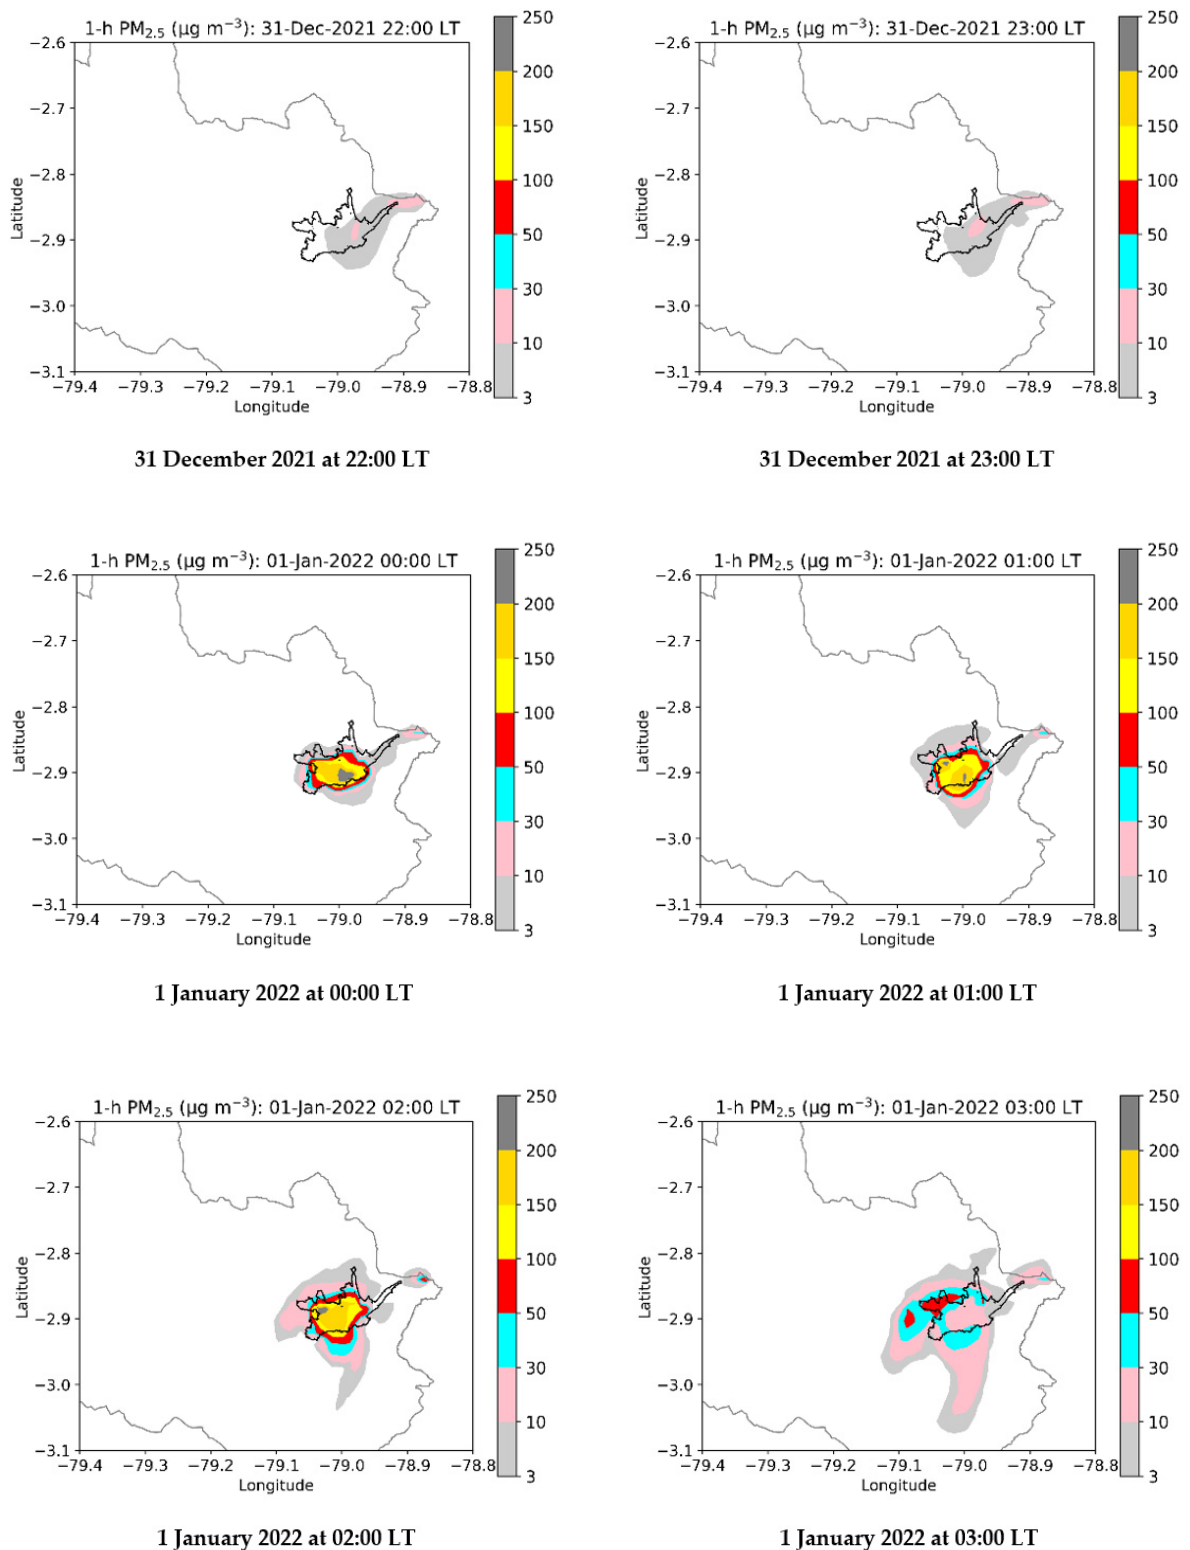 1-h PM2.5 (µg m−3): 31-Dec-2021 22:00 LT
250
200
150
100
50
30
10
3
−2.6
−2.7
−2.8
−2.9
−3.0
−3.1
Latitude
−79.4 −79.3 −79.2 −79.1 −79.0 −78.9 −78.8
Longitude
31 December 2021 at 22:00 LT
1-h PM2.5 (µg m−3): 31-Dec-2021 23:00 LT
250
200
150
100
50
30
10
3
−2.6
−2.7
−2.8
−2.9
−3.0
−3.1
Latitude
−79.4 −79.3 −79.2 −79.1 −79.0 −78.9 −78.8
Longitude
31 December 2021 at 23:00 LT
1-h PM2.5 (µg m−3): 01-Jan-2022 00:00 LT
250
200
150
100
50
30
10
3
−2.6
−2.7
−2.8
−2.9
−3.0
−3.1
Latitude
−79.4 −79.3 −79.2 −79.1 −79.0 −78.9 −78.8
Longitude
1 January 2022 at 00:00 LT
1-h PM2.5 (µg m−3): 01-Jan-2022 01:00 LT
250
200
150
100
50
30
10
3
−2.6
−2.7
−2.8
−2.9
−3.0
−3.1
Latitude
−79.4 −79.3 −79.2 −79.1 −79.0 −78.9 −78.8
Longitude
1 January 2022 at 01:00 LT
1-h PM2.5 (µg m−3): 01-Jan-2022 02:00 LT
250
200
150
100
50
30
10
3
−2.6
−2.7
−2.8
−2.9
−3.0
−3.1
Latitude
−79.4 −79.3 −79.2 −79.1 −79.0 −78.9 −78.8
Longitude
1 January 2022 at 02:00 LT
1-h PM2.5 (µg m−3): 01-Jan-2022 03:00 LT
250
200
150
100
50
30
10
3
−2.6
−2.7
−2.8
−2.9
−3.0
−3.1
Latitude
−79.4 −79.3 −79.2 −79.1 −79.0 −78.9 −78.8
Longitude
1 January 2022 at 03:00 LT